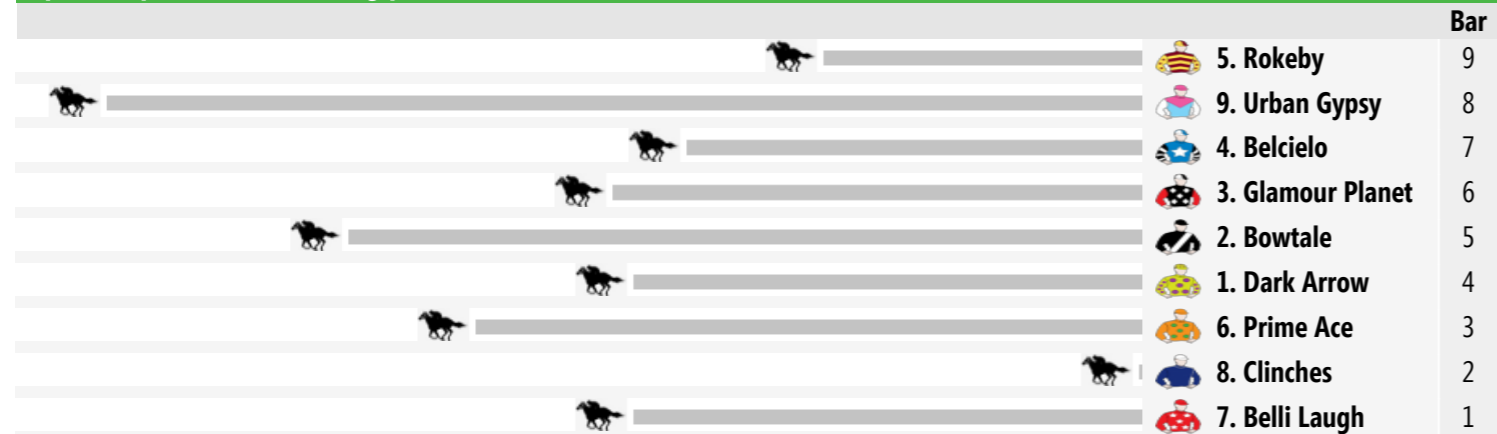 Bar
5. Rokeby 9
9. Urban Gypsy 8
4. Belcielo 7
3. Glamour Planet 6
2. Bowtale 5
1. Dark Arrow 4
6. Prime Ace 3
8. Clinches 2
7. Belli Laugh 1